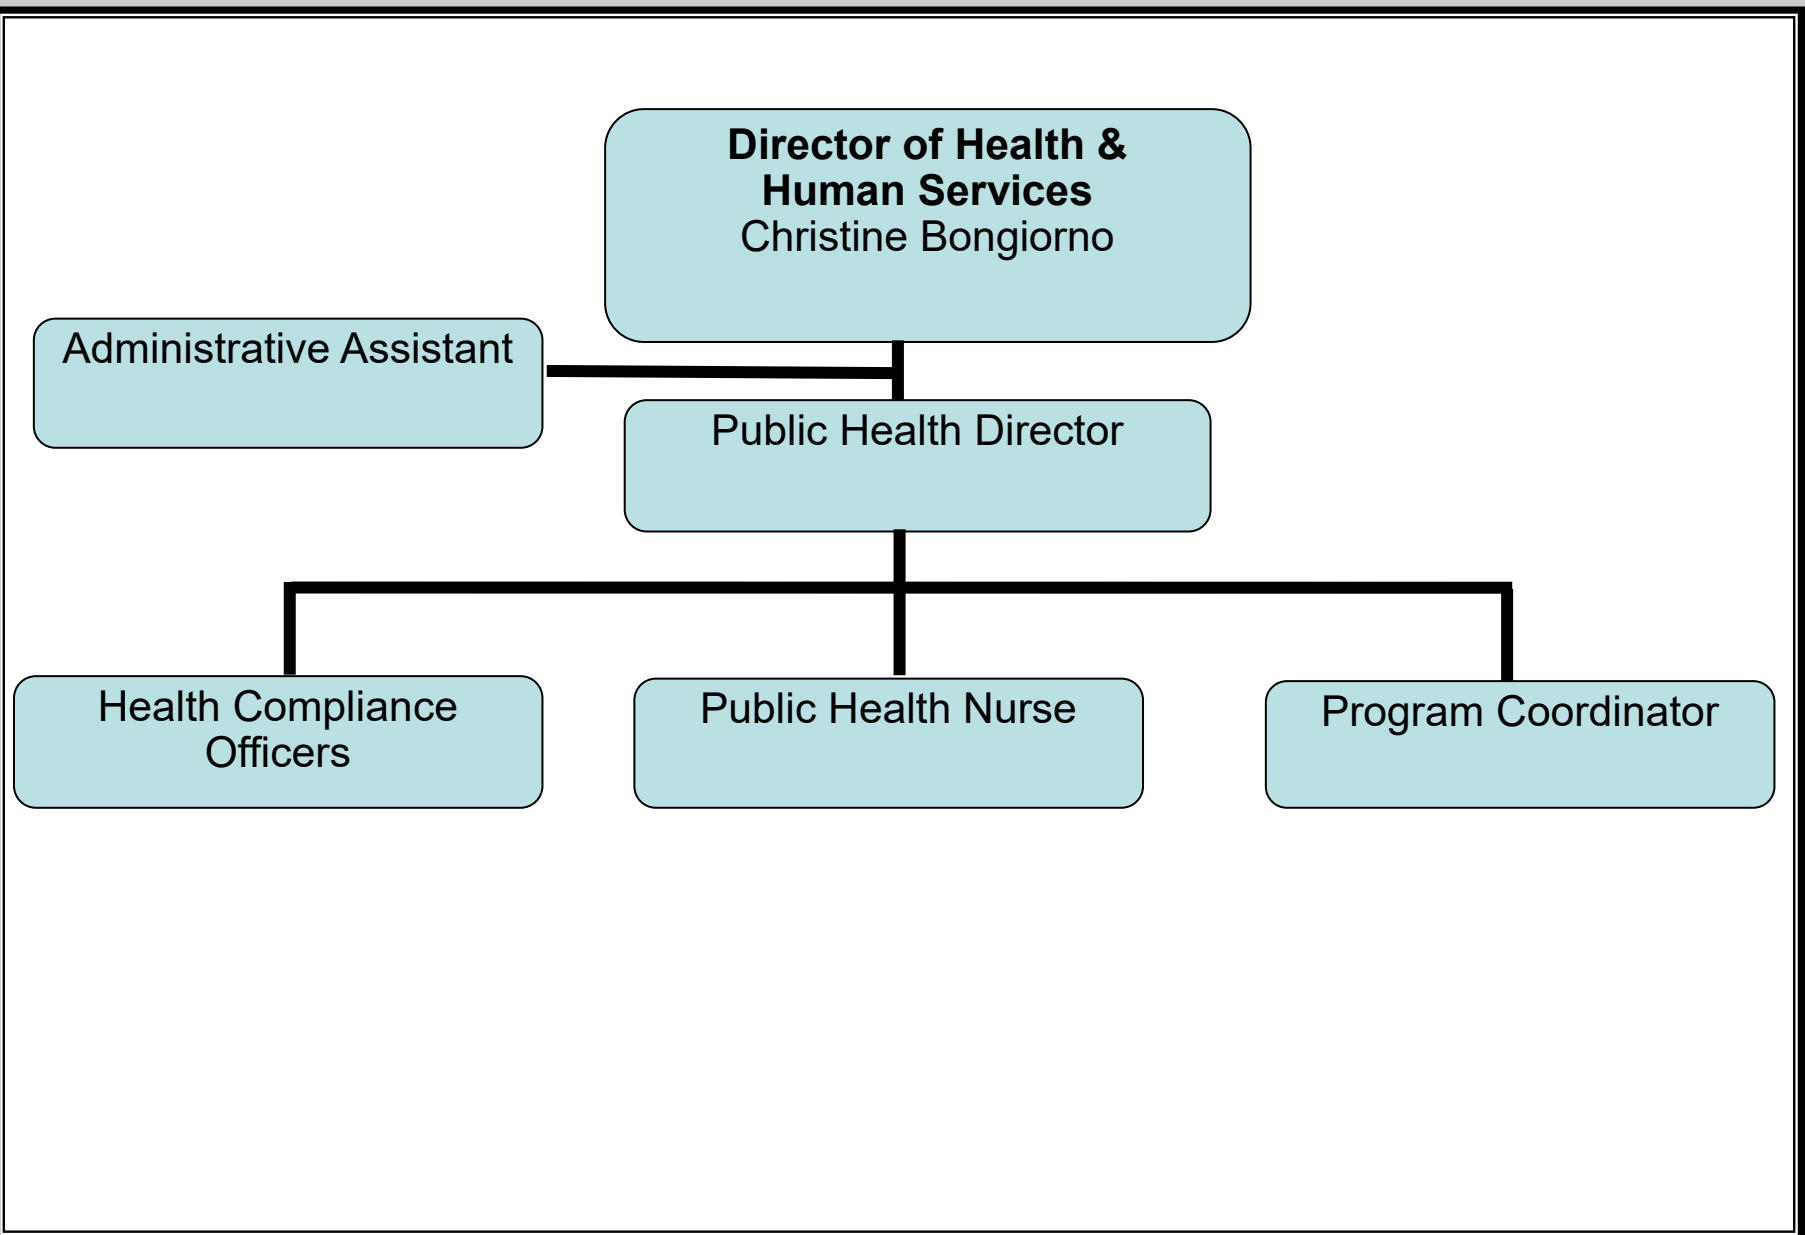 Director of Health &
Human Services
Christine Bongiorno
Administrative Assistant
Public Health Director
Health Compliance
Officers
Public Health Nurse
Program Coordinator